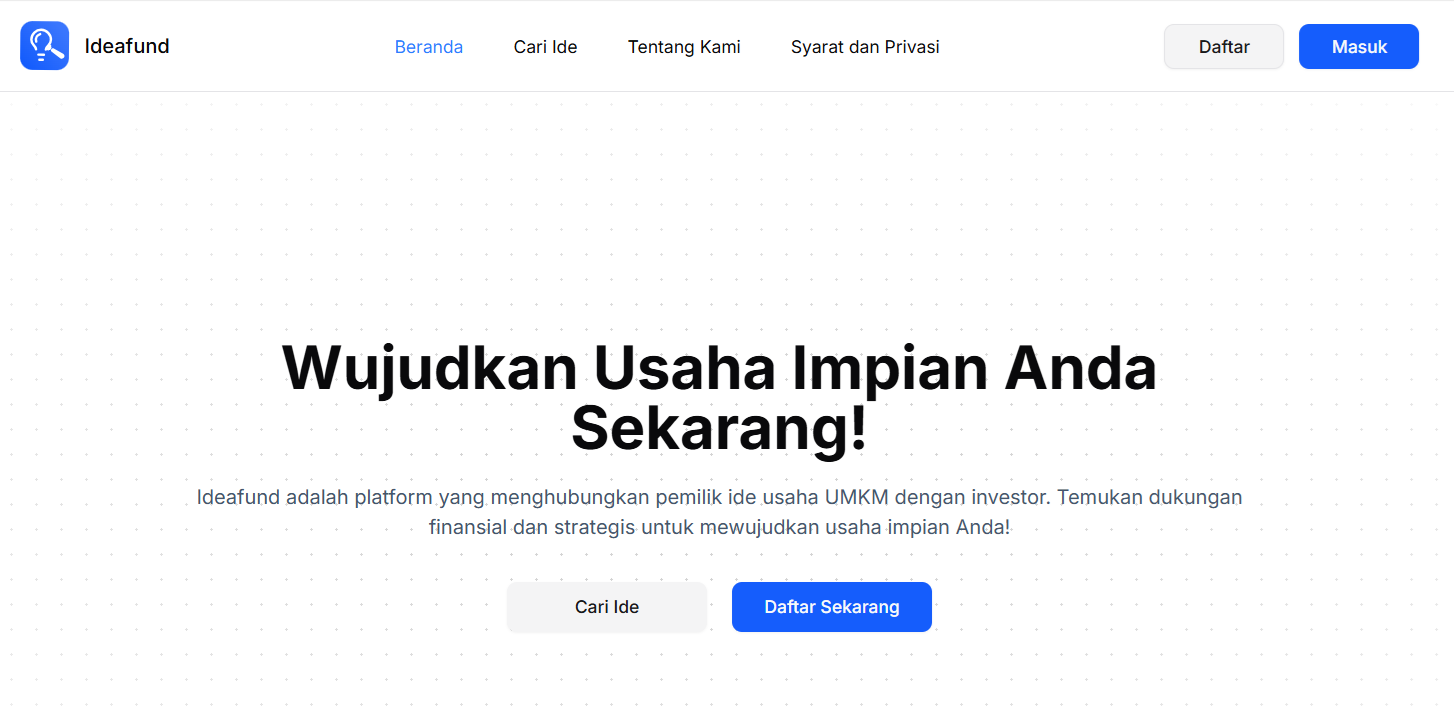 Ideafund
Beranda
Cari Ide
Tentang Kami
Syarat dan Privasi
Daftar
Masuk
Wujudkan Usaha Impian Anda
Sekarang!
Ideafund adalah platform yang menghubungkan pemilik ide usaha UMKM dengan investor. Temukan dukungan
finansial dan strategis untuk mewujudkan usaha impian Anda!
Cari Ide
Daftar Sekarang